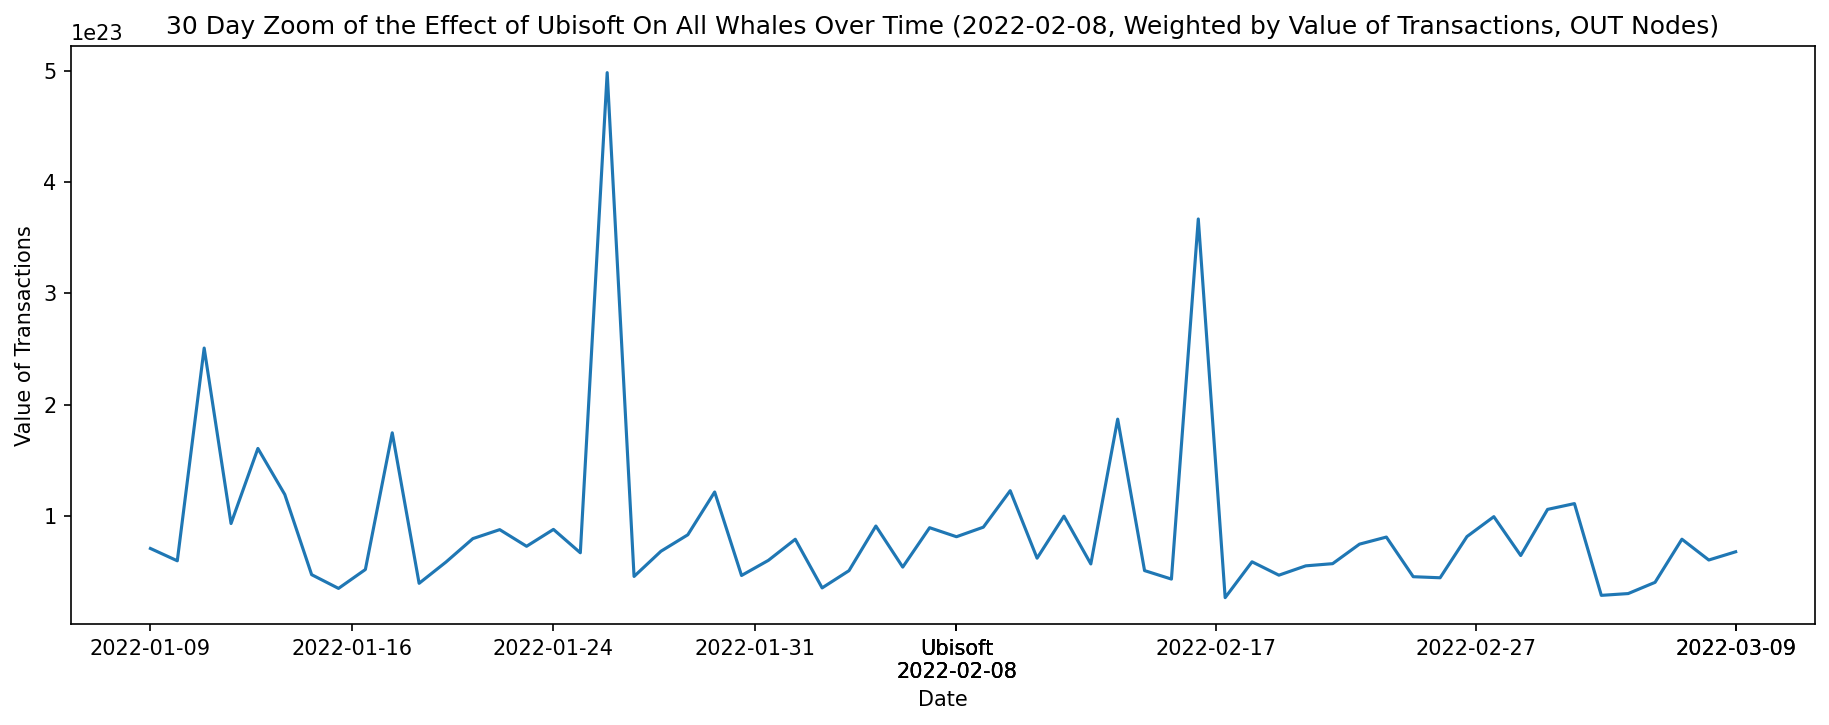 30 Day Zoom of the Effect of Ubisoft On All Whales Over Time (2022-02-08, Weighted by Value of Transactions, OUT Nodes)
1e23
5
4
3
2
1
Value of Transactions
2022-01-09 2022-01-16 2022-01-24 2022-01-31 Ubisoft 2022-02-17 2022-02-27 2022-03-09
2022-02-08
Date